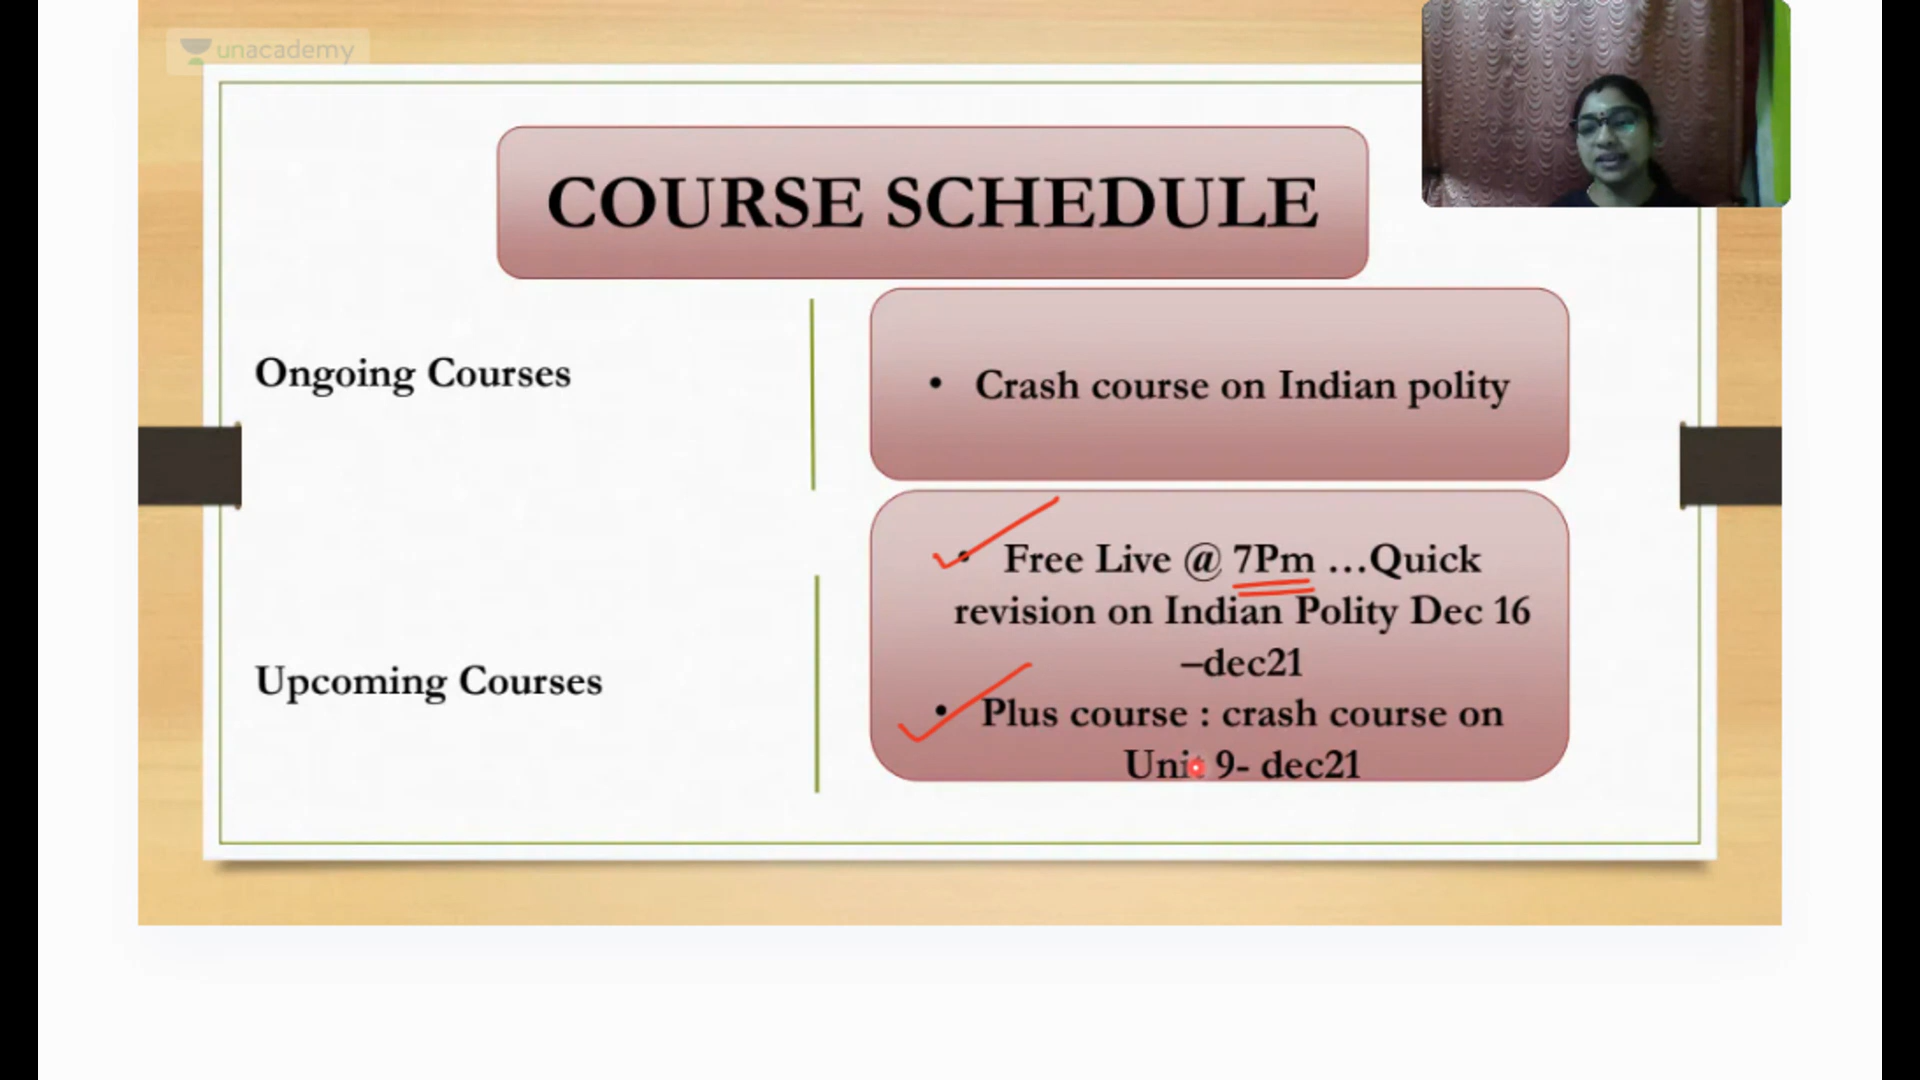 unacademy
COURSE SCHEDULE
Ongoing Courses
• Crash course on Indian polity
Upcoming Courses
• Free Live @ 7Pm ...Quick
revision on Indian Polity Dec 16
–dec21
• Plus course : crash course on
Unit 9- dec21